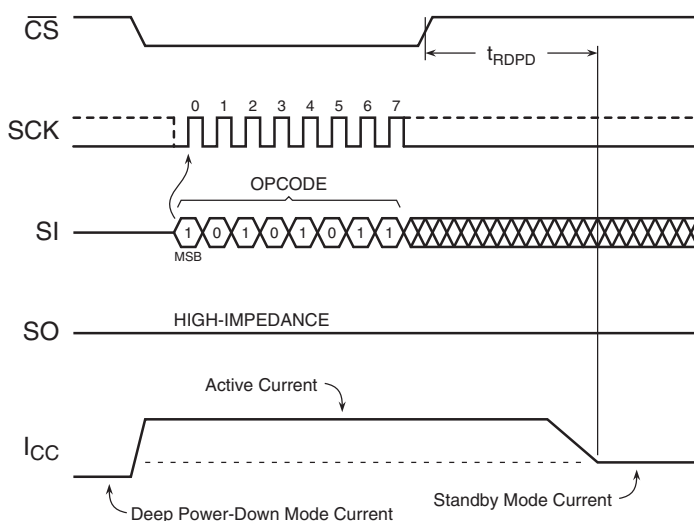 CS
tRDPD
0 1 2 3 4 5 6 7
SCK
OPCODE
SI
1 0 1 0 1 0 1 1
MSB
HIGH-IMPEDANCE
SO
Active Current
ICC
Standby Mode Current
Deep Power-Down Mode Current